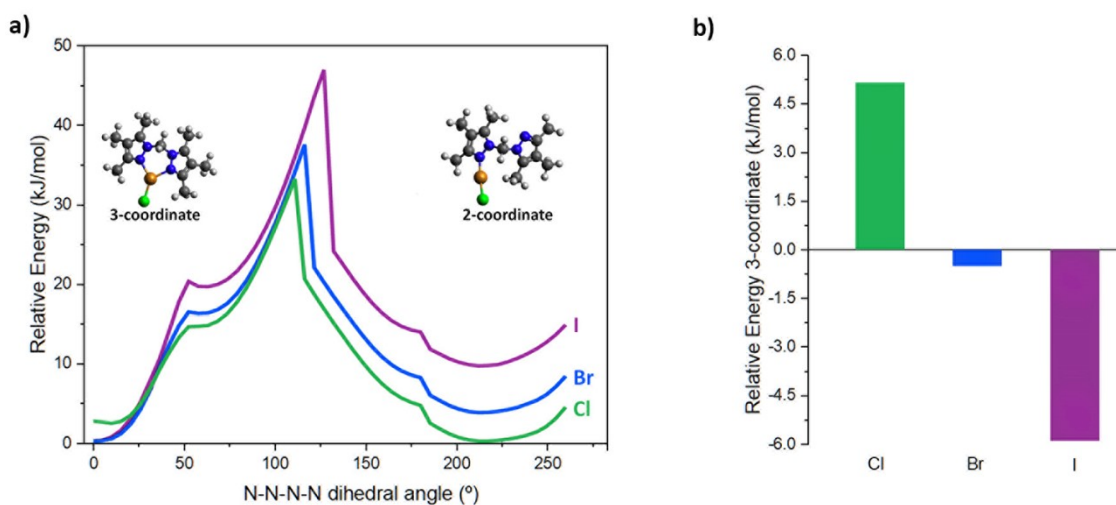 a)
Relative Energy (kJ/mol)
50
40
30
20
10
0
0 50 100 150 200 250
N-N-N-N dihedral angle (º)
3-coordinate
2-coordinate
I
Br
Cl
b)
Relative Energy 3-coordinate (kJ/mol)
6.0
4.5
3.0
1.5
0.0
-1.5
-3.0
-4.5
-6.0
Cl Br I